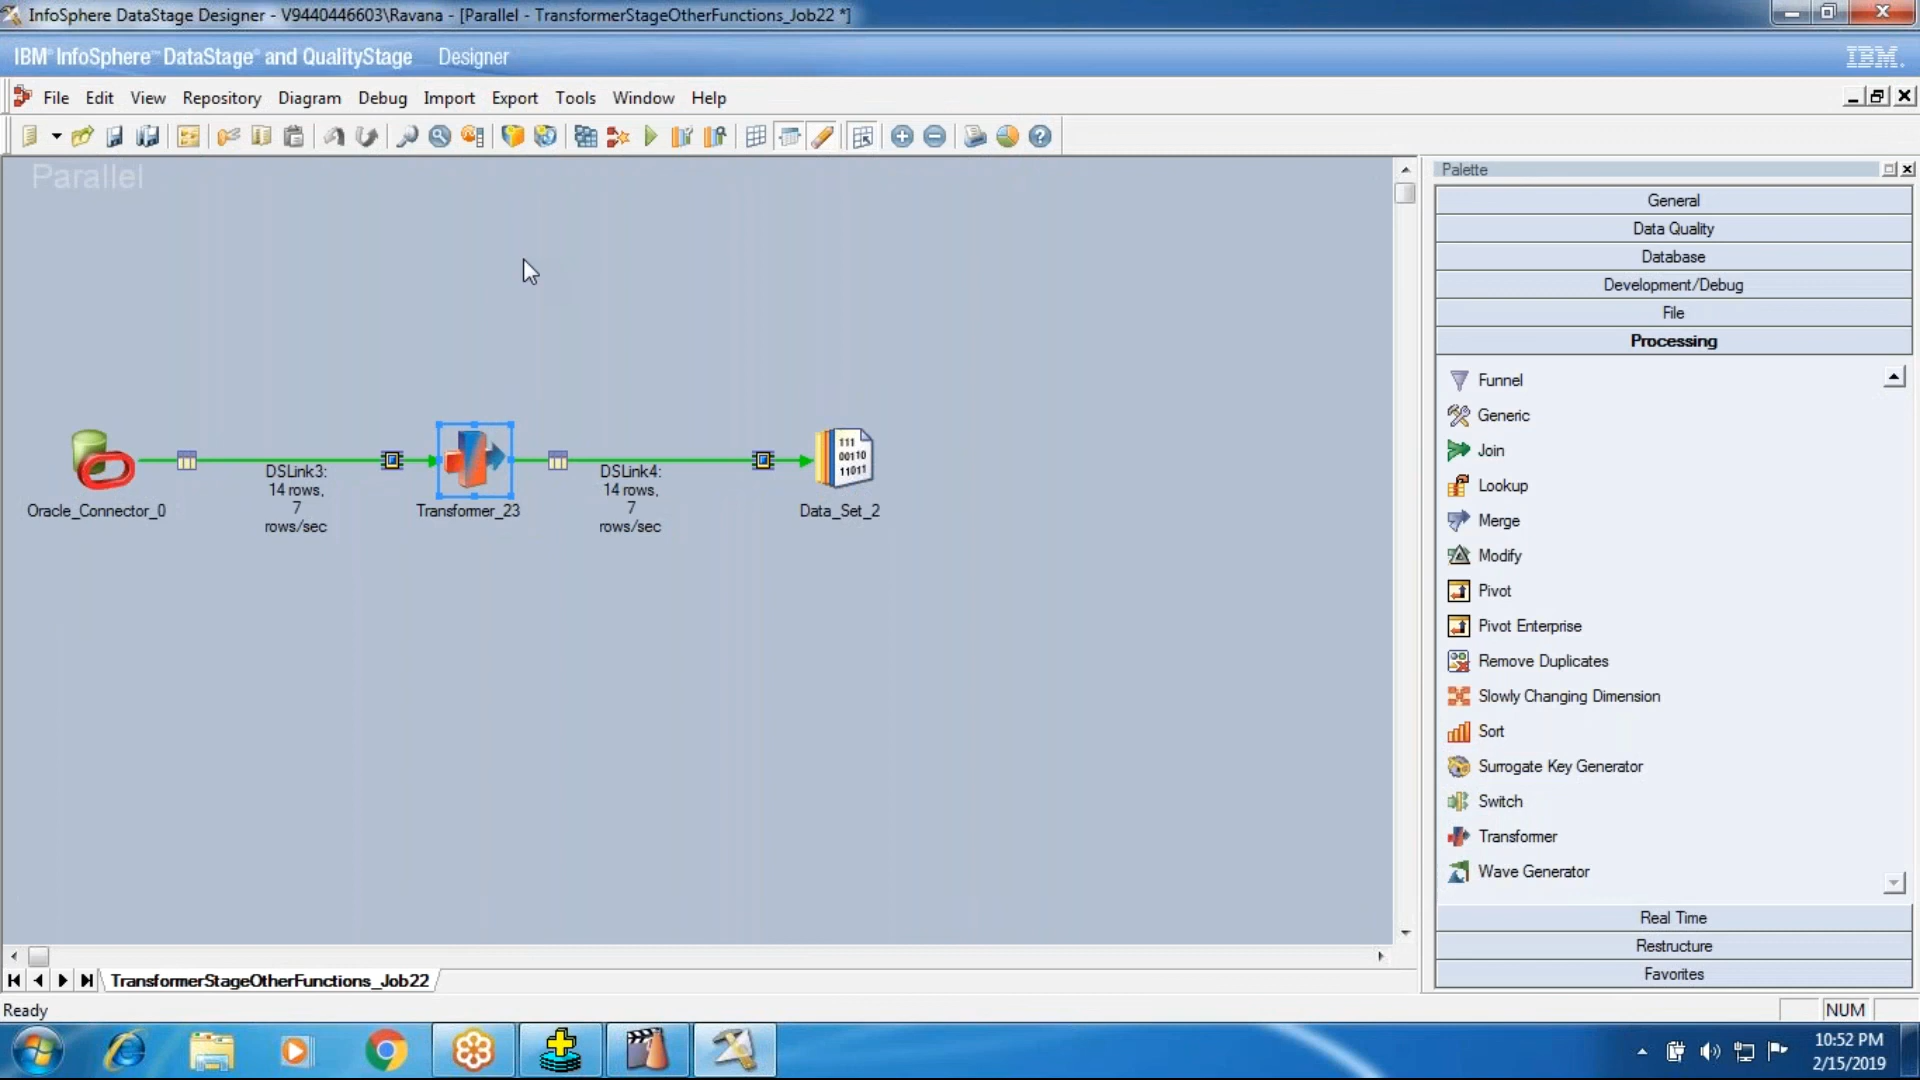 InfoSphere DataStage Designer - V9440446603\Ravana - [Parallel - TransformerStageOtherFunctions_Job22 *]
IBM® InfoSphere™ DataStage® and QualityStage Designer
IBM.
File Edit View Repository Diagram Debug Import Export Tools Window Help
Parallel
Oracle_Connector_0
DSLink3:
14 rows,
7
rows/sec
Transformer_23
DSLink4:
14 rows,
7
rows/sec
111
00110
11011
Data_Set_2
Palette
General
Data Quality
Database
Development/Debug
File
Processing
Funnel
Generic
Join
Lookup
Merge
Modify
Pivot
Pivot Enterprise
Remove Duplicates
Slowly Changing Dimension
Sort
Surrogate Key Generator
Switch
Transformer
Wave Generator
Real Time
Restructure
Favorites
TransformerStageOtherFunctions_Job22
Ready
NUM
10:52 PM
2/15/2019